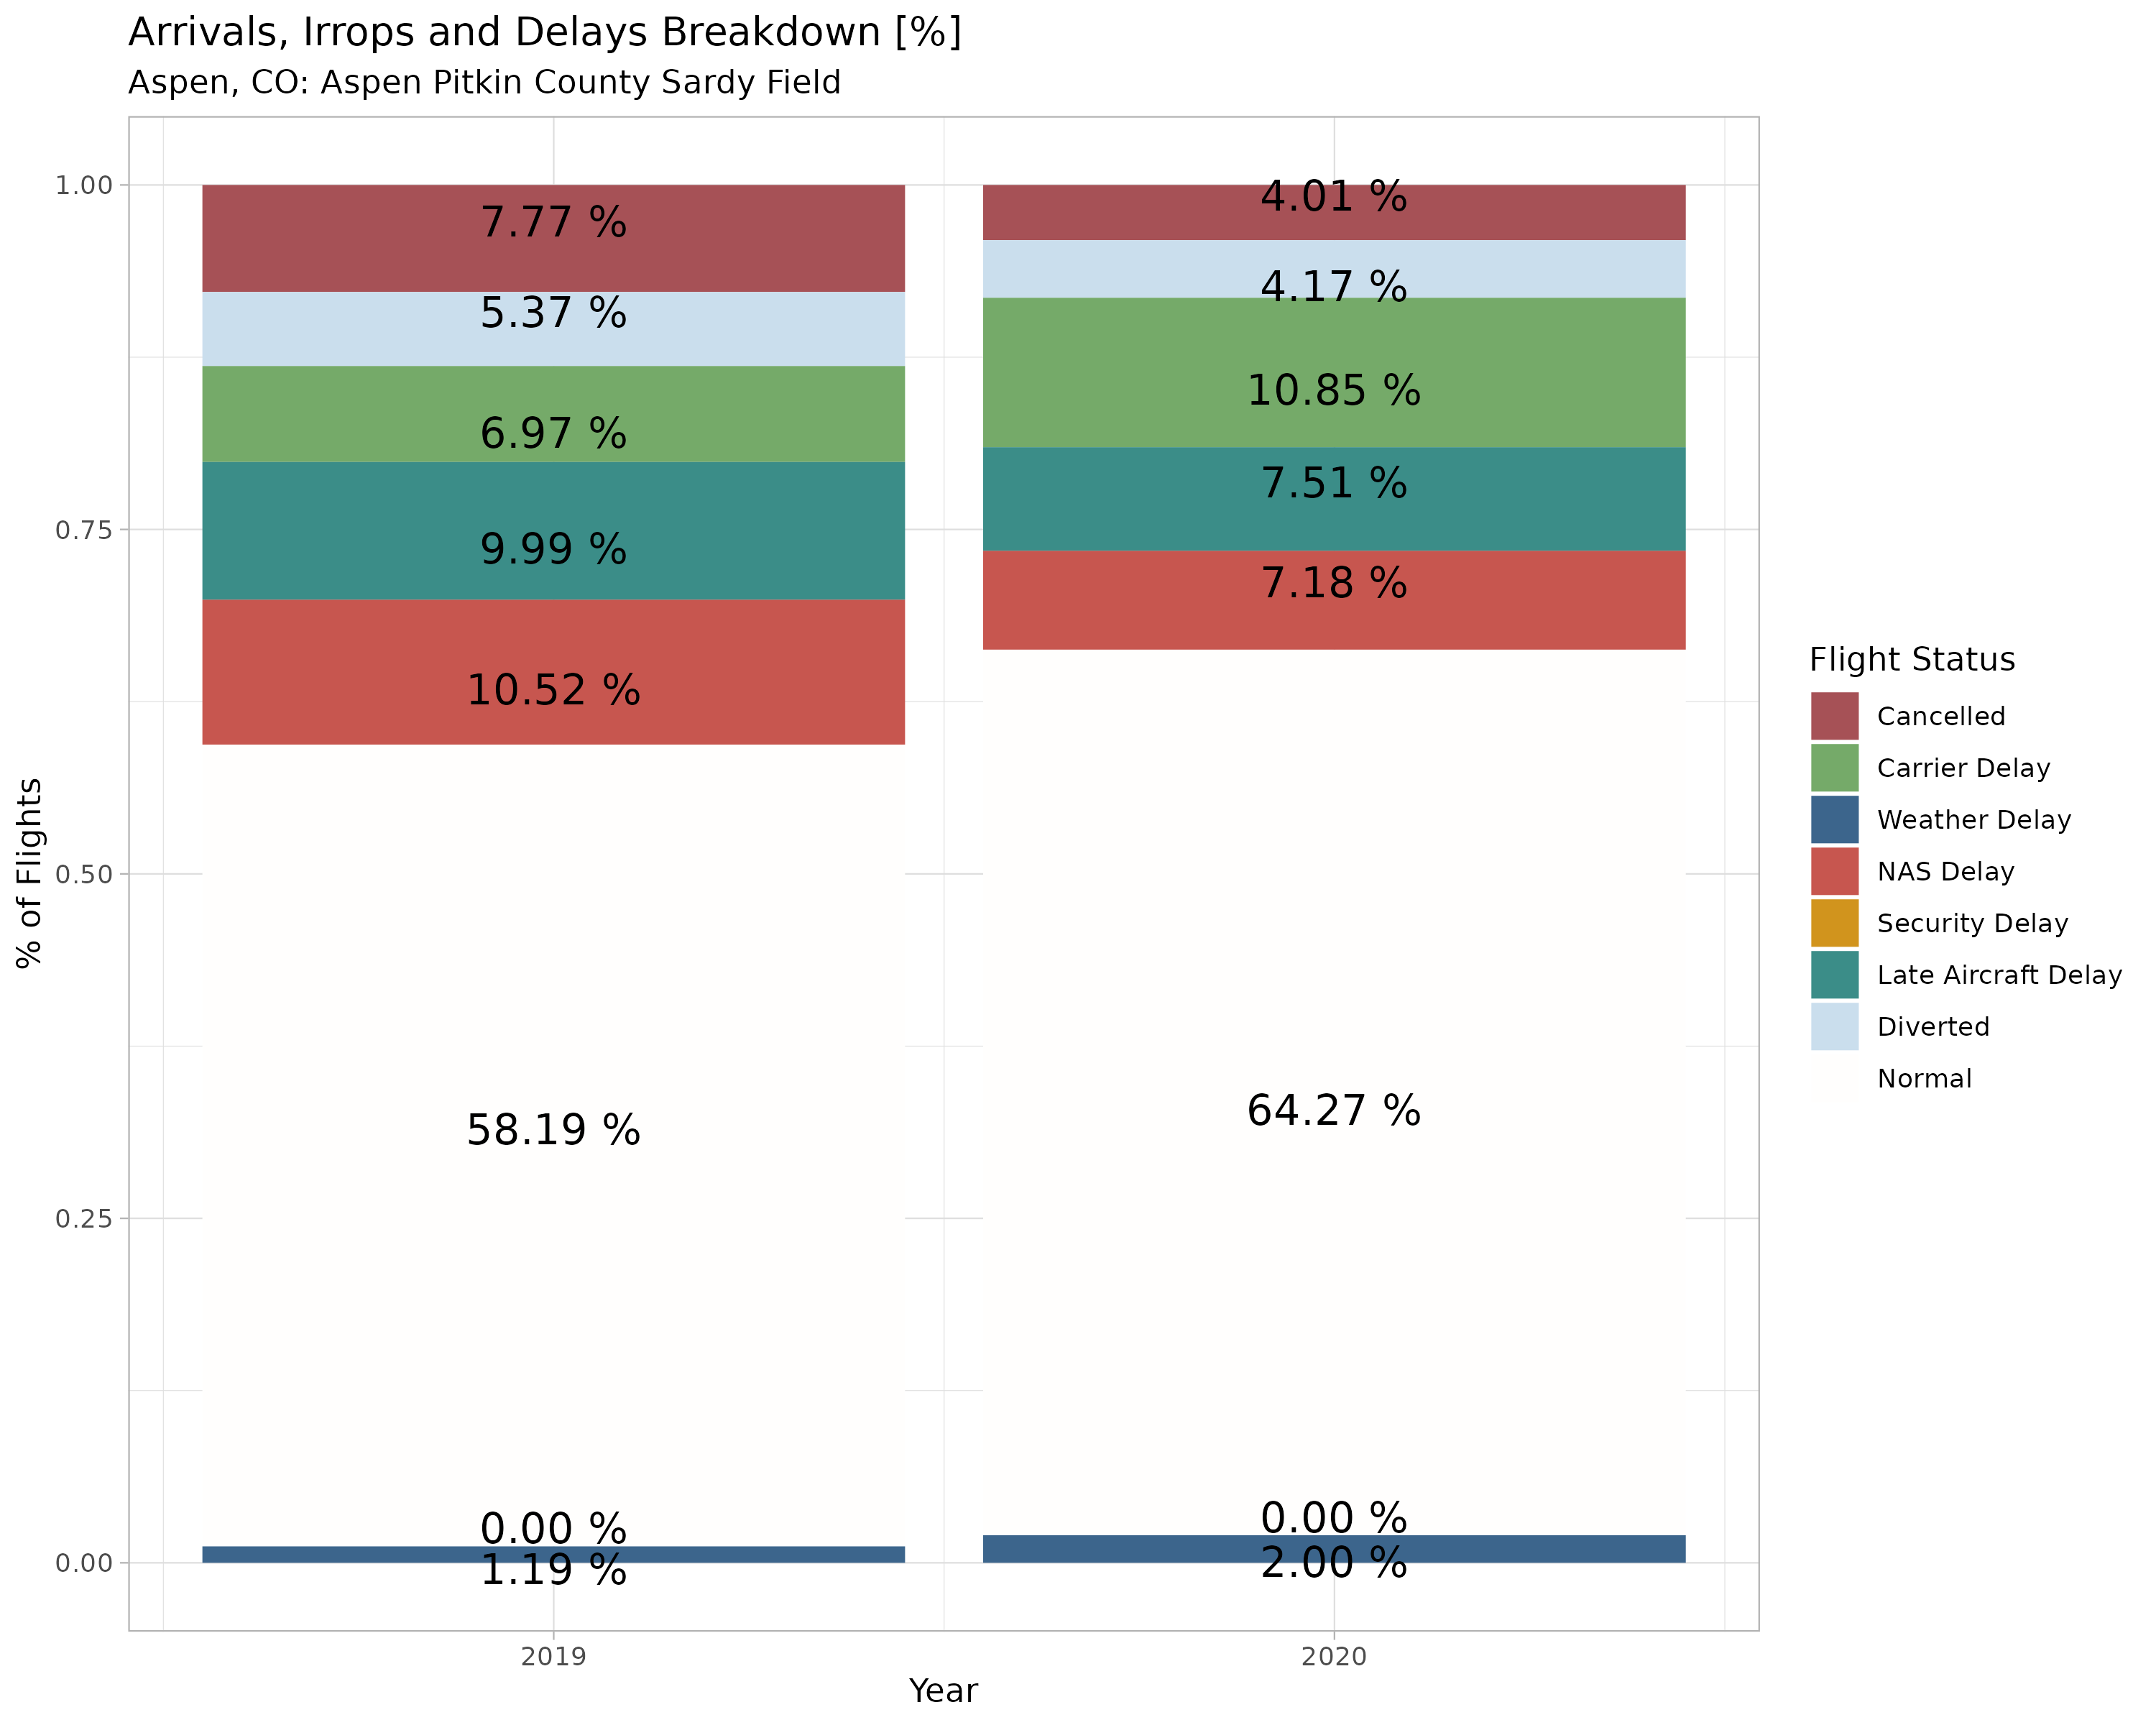 Arrivals, Irrops and Delays Breakdown [%]
Aspen, CO: Aspen Pitkin County Sardy Field
% of Flights
1.00
0.75
0.50
0.25
0.00
7.77 %
5.37 %
6.97 %
9.99 %
10.52 %
58.19 %
0.00 %
1.19 %
4.01 %
4.17 %
10.85 %
7.51 %
7.18 %
64.27 %
0.00 %
2.00 %
2019
2020
Year
Flight Status
Cancelled
Carrier Delay
Weather Delay
NAS Delay
Security Delay
Late Aircraft Delay
Diverted
Normal